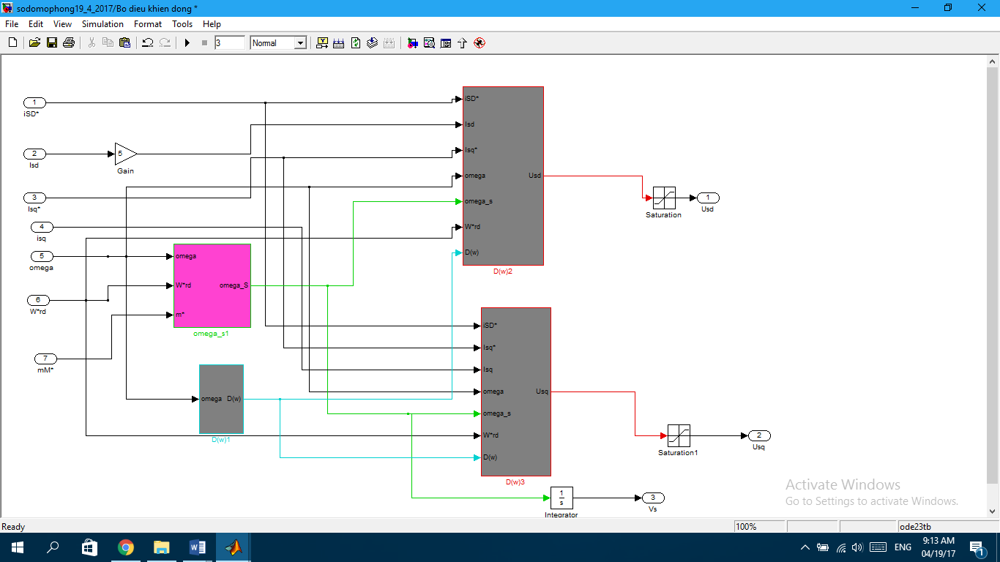 sodomophong19_4_2017/Bo dieu khien dong *
File Edit View Simulation Format Tools Help
3 Normal
1
iSD*
2
Isd
5
Gain
3
Isq*
4
isq
5
omega
6
W*rd
7
mM*
omega
W*rd
m*
omega_S
omega_s1
omega D(w)
D(w)1
iSD*
Isd
Isq*
omega Usd
omega_s
W*rd
D(w)
D(w)2
Saturation
1
Usd
iSD*
Isq*
Isq
omega Usq
omega_s
W*rd
D(w)
D(w)3
Saturation1
2
Usq
1
s
Integrator
3
Vs
Activate Windows
Go to Settings to activate Windows.
Ready 100% ode23tb
ENG 9:13 AM
04/19/17
1